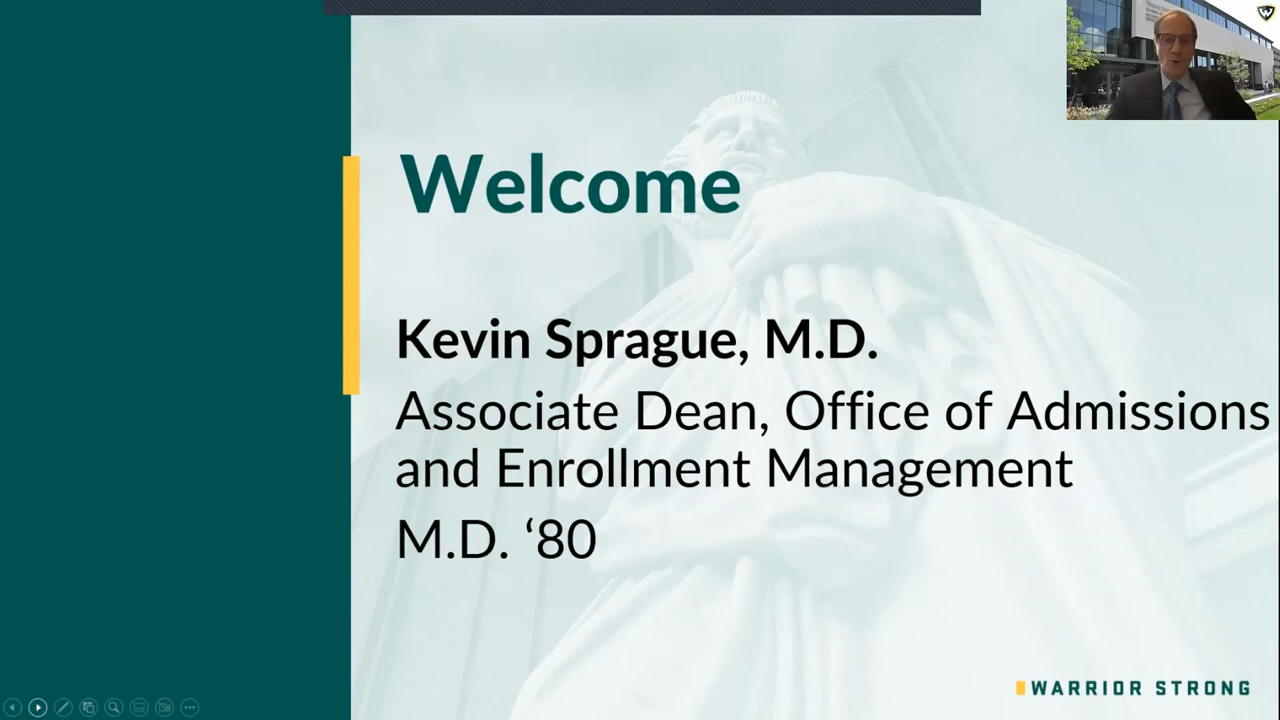 Welcome
Kevin Sprague, M.D.
Associate Dean, Office of Admissions
and Enrollment Management
M.D. ‘80
WARRIOR STRONG